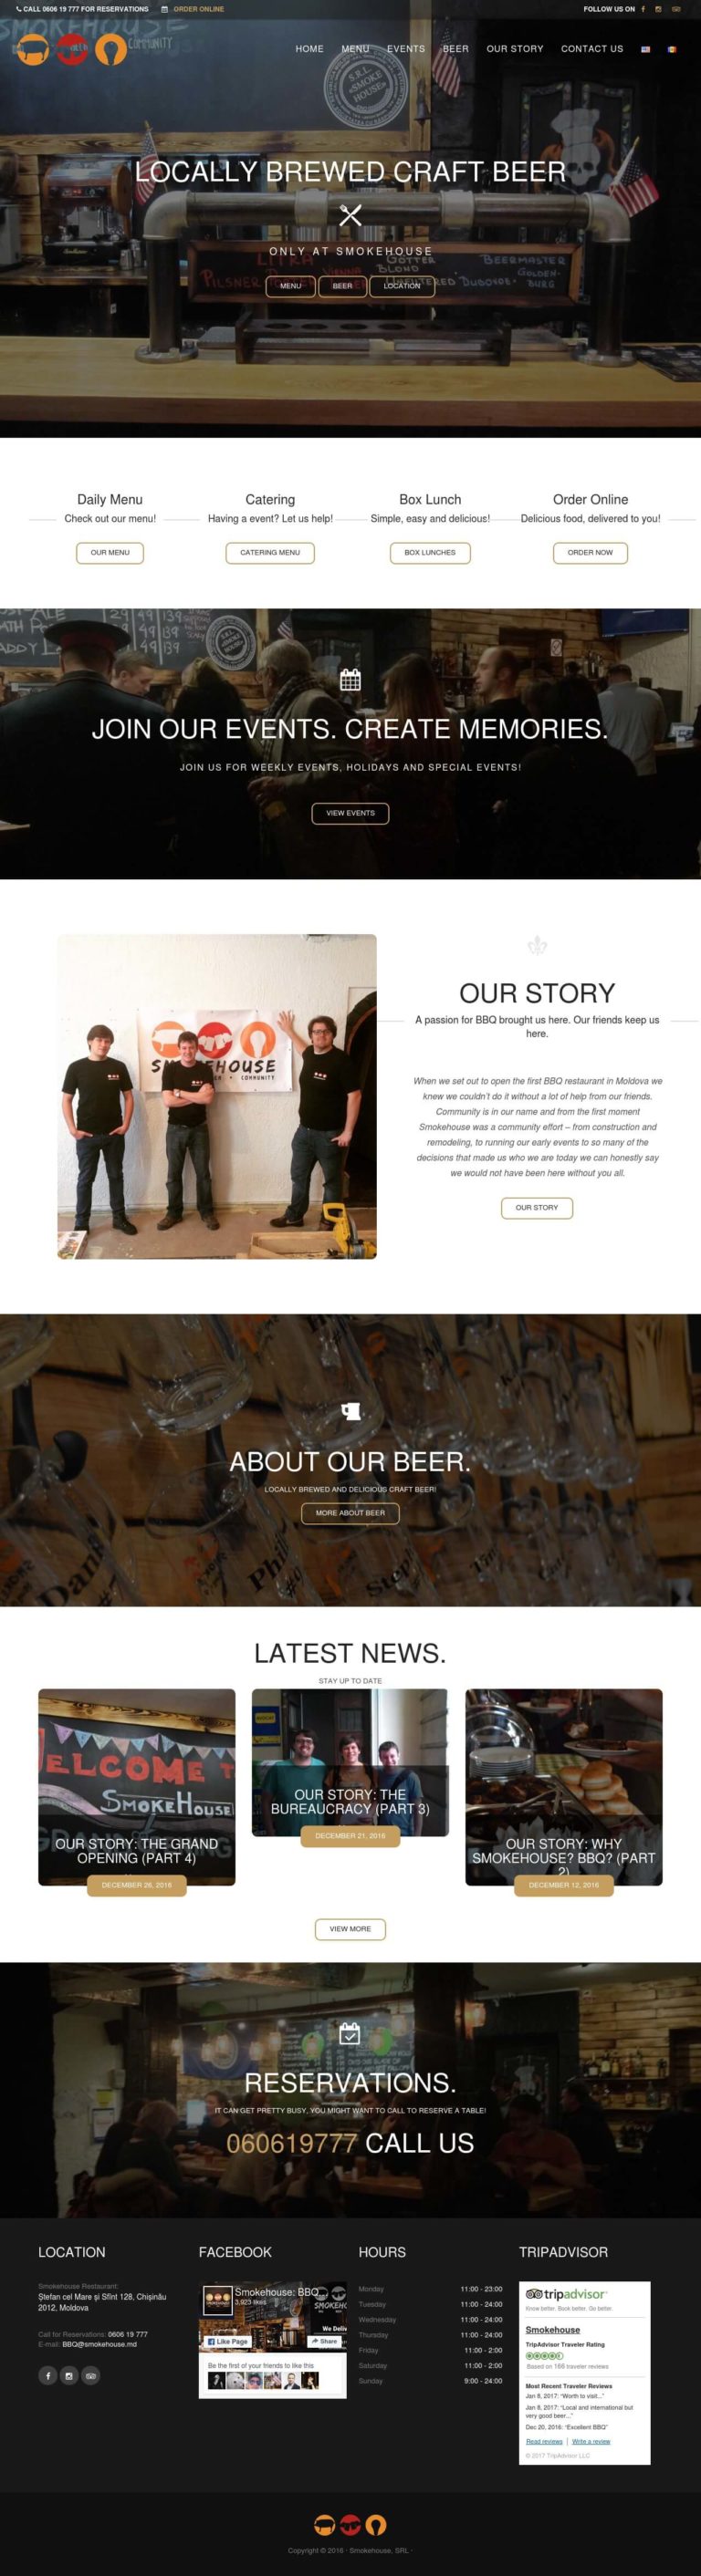 CALL 0606 19 777 FOR RESERVATIONS
ORDER ONLINE
FOLLOW US ON
COMMUNITY
HOME
MENU
EVENTS
BEER
OUR STORY
CONTACT US
S.R.L.
«SMOKE
HOUSE»
LOCALLY BREWED CRAFT BEER
ONLY AT SMOKEHOUSE
BLOND
BEERMASTER
PILSNER
GOLDEN
MENU
BEER
LOCATION
Daily Menu
Check out our menu!
OUR MENU
Catering
Having a event? Let us help!
CATERING MENU
Box Lunch
Simple, easy and delicious!
BOX LUNCHES
Order Online
Delicious food, delivered to you!
ORDER NOW
JOIN OUR EVENTS. CREATE MEMORIES.
JOIN US FOR WEEKLY EVENTS, HOLIDAYS AND SPECIAL EVENTS!
VIEW EVENTS
OUR STORY
A passion for BBQ brought us here. Our friends keep us
here.
When we set out to open the first BBQ restaurant in Moldova we
knew we couldn't do it without a lot of help from our friends.
Community is in our name and from the first moment
Smokehouse was a community effort – from construction and
remodeling, to running our early events to so many of the
decisions that made us who we are today we can honestly say
we would not have been here without you all.
OUR STORY
ABOUT OUR BEER.
LOCALLY BREWED AND DELICIOUS CRAFT BEER!
MORE ABOUT BEER
LATEST NEWS.
STAY UP TO DATE
ELCOME T
SMOKEHOUSE
OUR STORY: THE GRAND
OPENING (PART 4)
DECEMBER 26, 2016
OUR STORY: THE
BUREAUCRACY (PART 3)
DECEMBER 21, 2016
OUR STORY: WHY
SMOKEHOUSE? BBQ? (PART
2)
DECEMBER 12, 2016
VIEW MORE
RESERVATIONS.
IT CAN GET PRETTY BUSY, YOU MIGHT WANT TO CALL TO RESERVE A TABLE!
060619777 CALL US
LOCATION
Smokehouse Restaurant:
Ștefan cel Mare și Sfînt 128, Chișinău
2012, Moldova
Call for Reservations: 0606 19 777
E-mail: BBQ@smokehouse.md
FACEBOOK
Smokehouse: BBQ...
3,923 likes
Like Page
Share
Be the first of your friends to like this
HOURS
Monday 11:00 - 23:00
Tuesday 11:00 - 24:00
Wednesday 11:00 - 24:00
Thursday 11:00 - 24:00
Friday 11:00 - 2:00
Saturday 11:00 - 2:00
Sunday 9:00 - 24:00
TRIPADVISOR
tripadvisor
Know better. Book better. Go better.
Smokehouse
TripAdvisor Traveler Rating
Based on 166 traveler reviews
Most Recent Traveler Reviews
Jan 8, 2017: "Worth to visit..."
Jan 8, 2017: "Local and international but
very good beer..."
Dec 20, 2016: "Excellent BBQ"
Read reviews | Write a review
© 2017 TripAdvisor LLC
Copyright © 2016 · Smokehouse, SRL ·